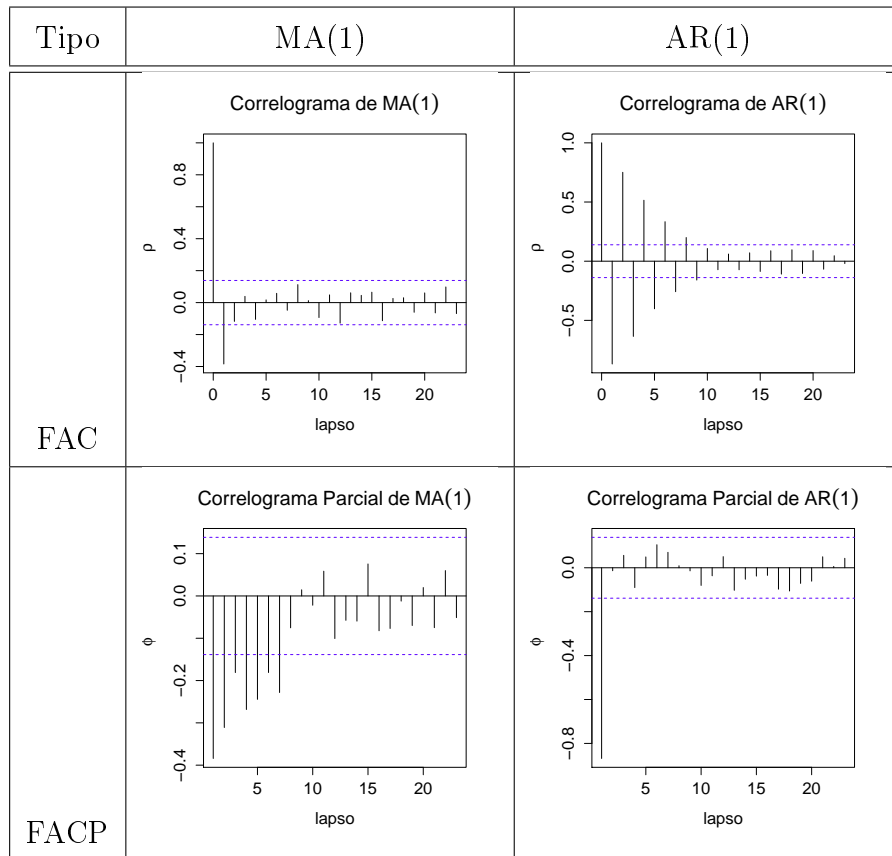 Tipo MA(1) AR(1)
FAC
Correlograma de MA(1)
ρ
0.8
0.4
0.0
−0.4
0 5 10 15 20
lapso
Correlograma de AR(1)
ρ
1.0
0.5
0.0
−0.5
0 5 10 15 20
lapso
FACP
Correlograma Parcial de MA(1)
ϕ
0.1
0.0
−0.2
−0.4
5 10 15 20
lapso
Correlograma Parcial de AR(1)
ϕ
0.0
−0.4
−0.8
5 10 15 20
lapso